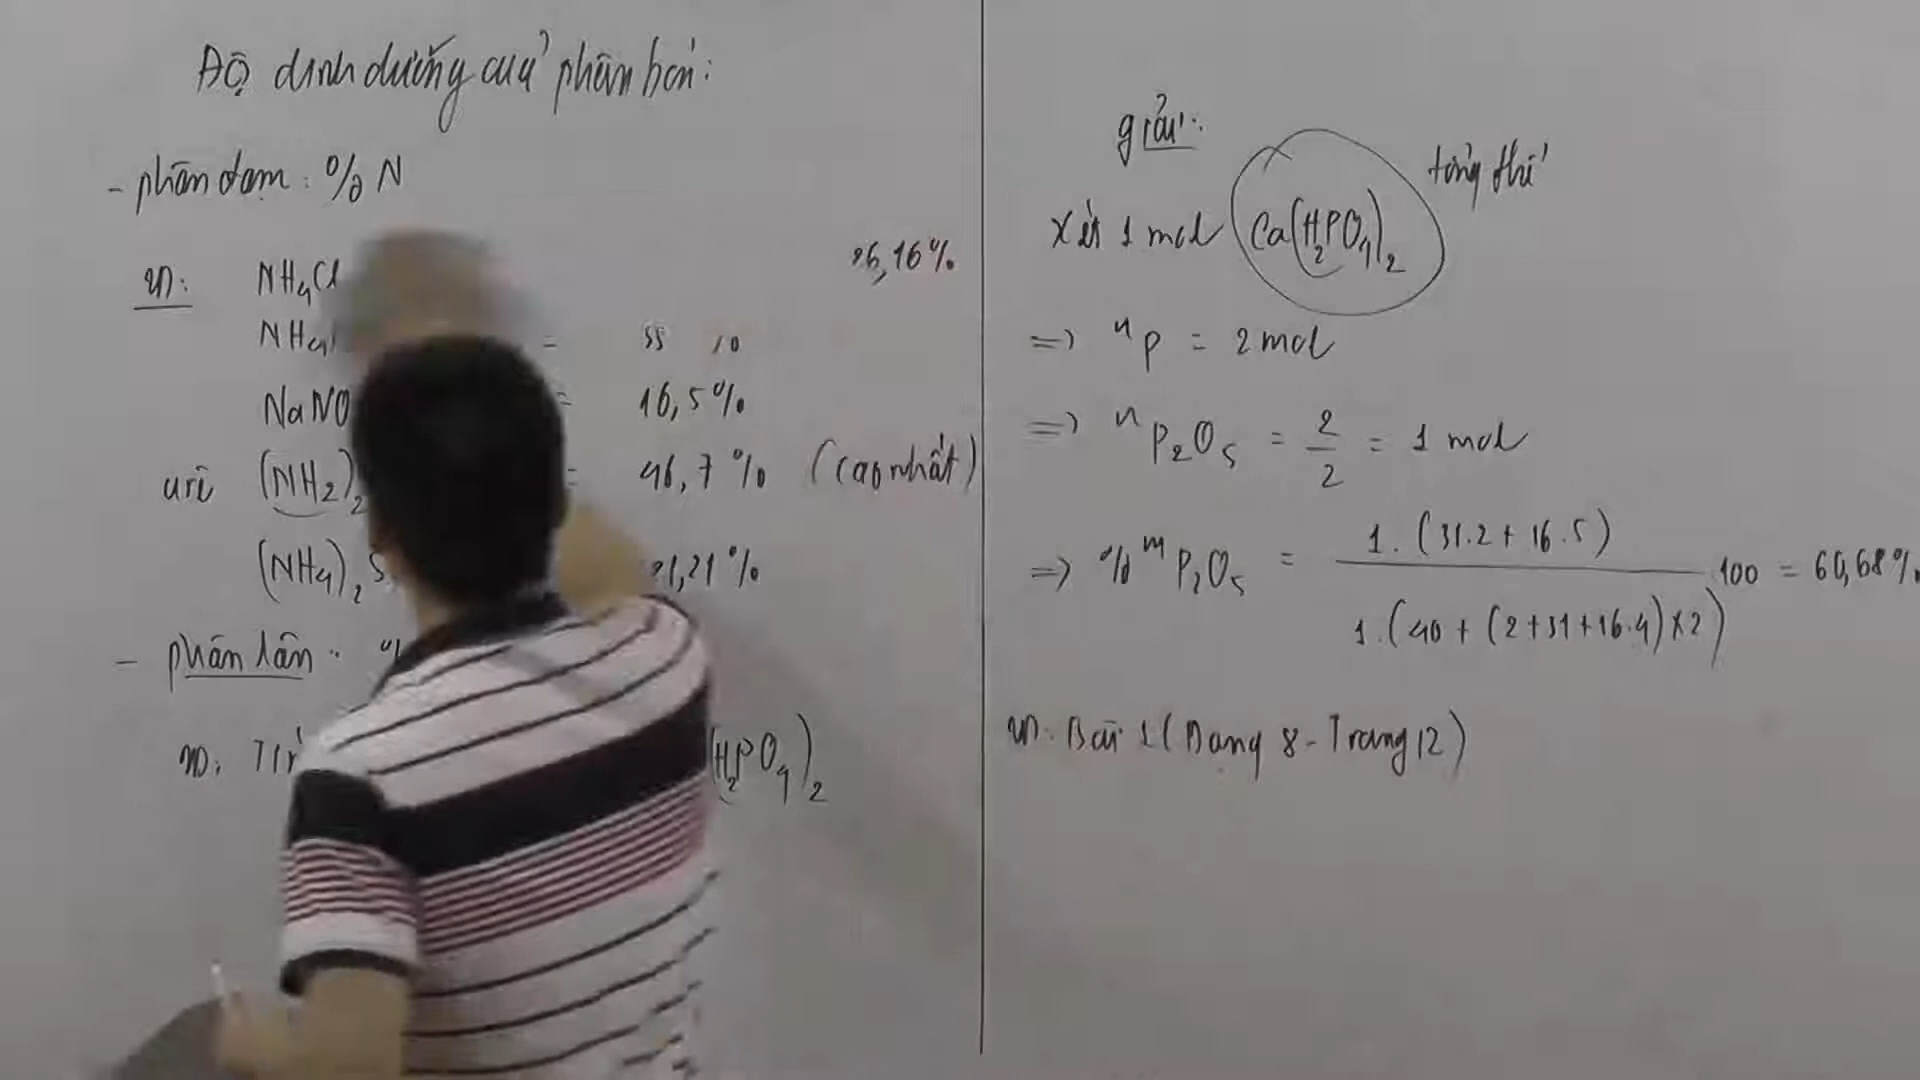 Độ dinh dưỡng của phân bón:
- phân đạm: % N
VD: NH4Cl 26,16%
NH4 =
NaNO = 16,5%
urê (NH2)2 = 46,7% (cao nhất)
(NH4)2S 21,21%
- phân lân:
VD: (H2PO4)2
giải:
xét 1 mol Ca(H2PO4)2 tổng thể
=> nP = 2 mol
=> nP2O5 = 2/2 = 1 mol
=> %mP2O5 = 1.(31.2+16.5) / 1.(40+(2+31+16.4)x2) 100 = 60,68%
VD: Bài 1 (Dạng 8 - Trang 12)